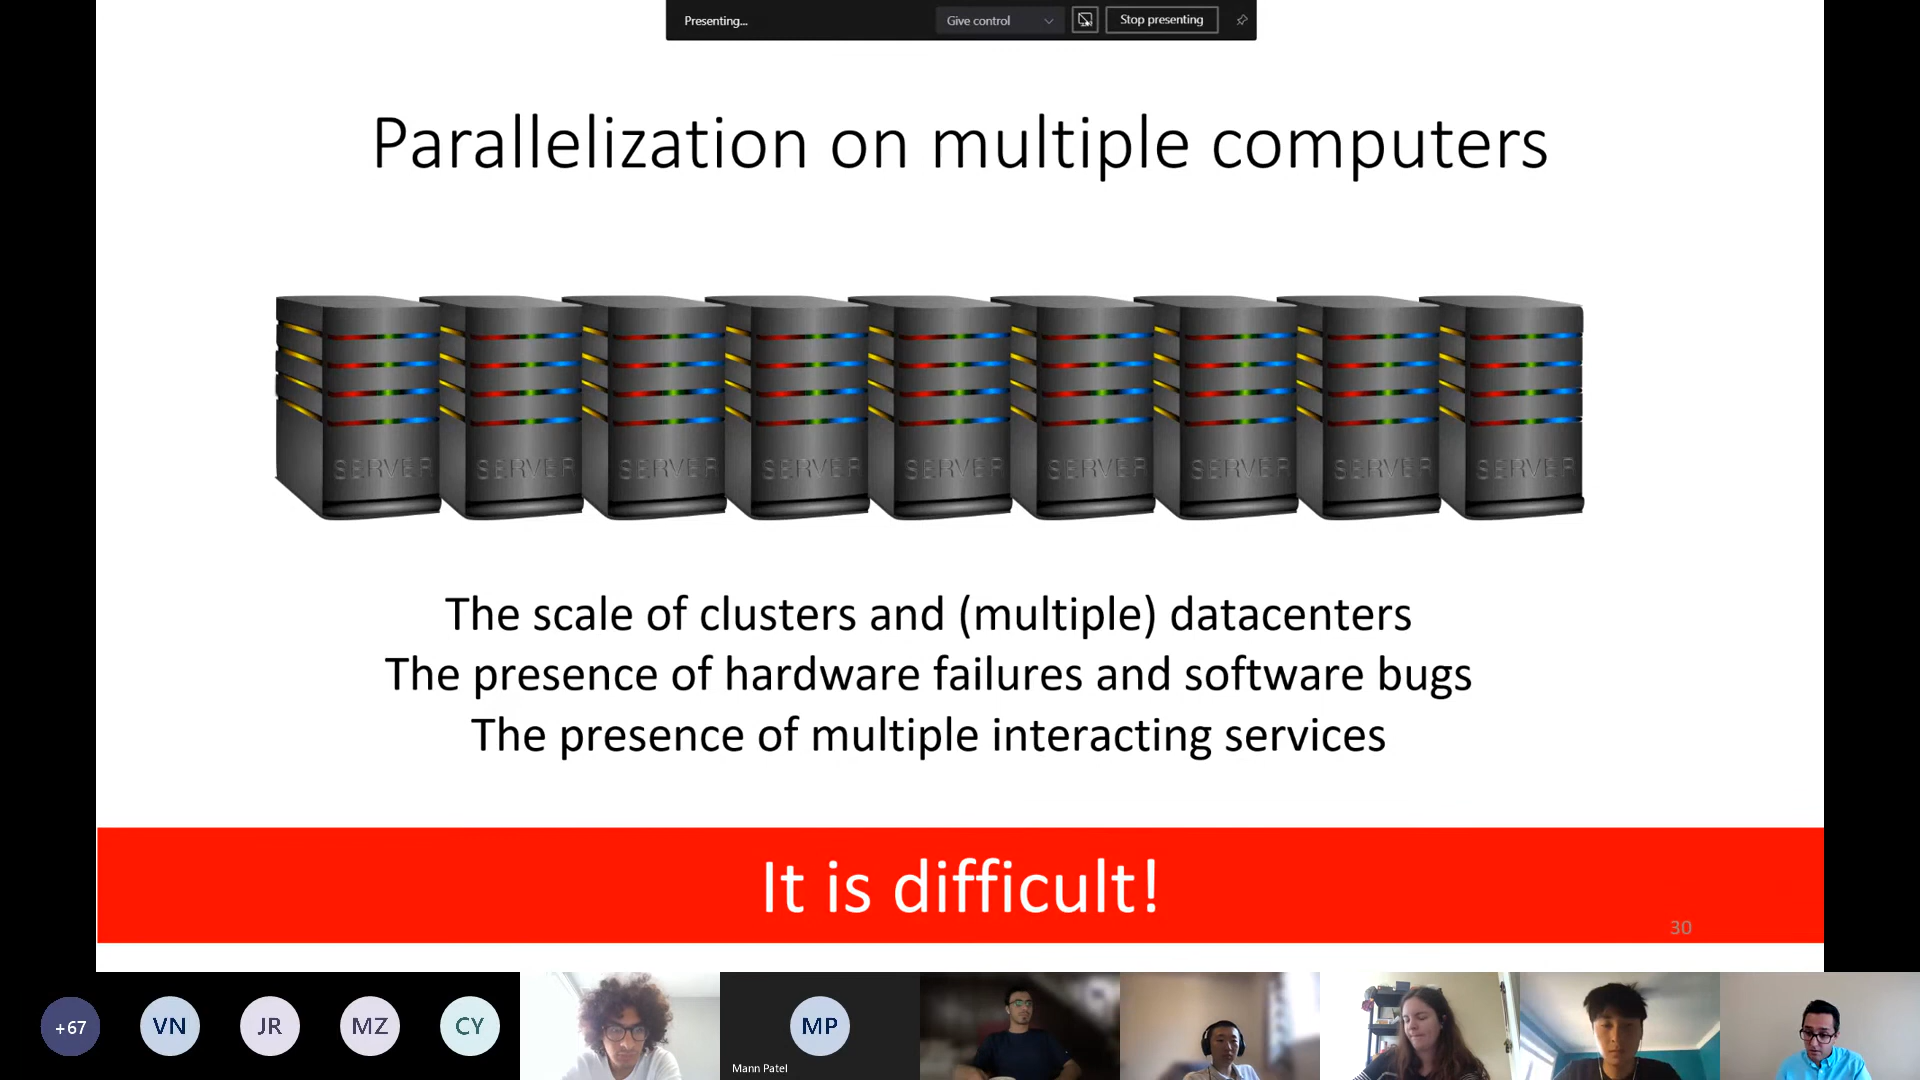 Presenting...
Give control
Stop presenting
Parallelization on multiple computers
SERVER SERVER SERVER SERVER SERVER SERVER SERVER SERVER SERVER
The scale of clusters and (multiple) datacenters
The presence of hardware failures and software bugs
The presence of multiple interacting services
It is difficult!
30
+67
VN
JR
MZ
CY
MP
Mann Patel